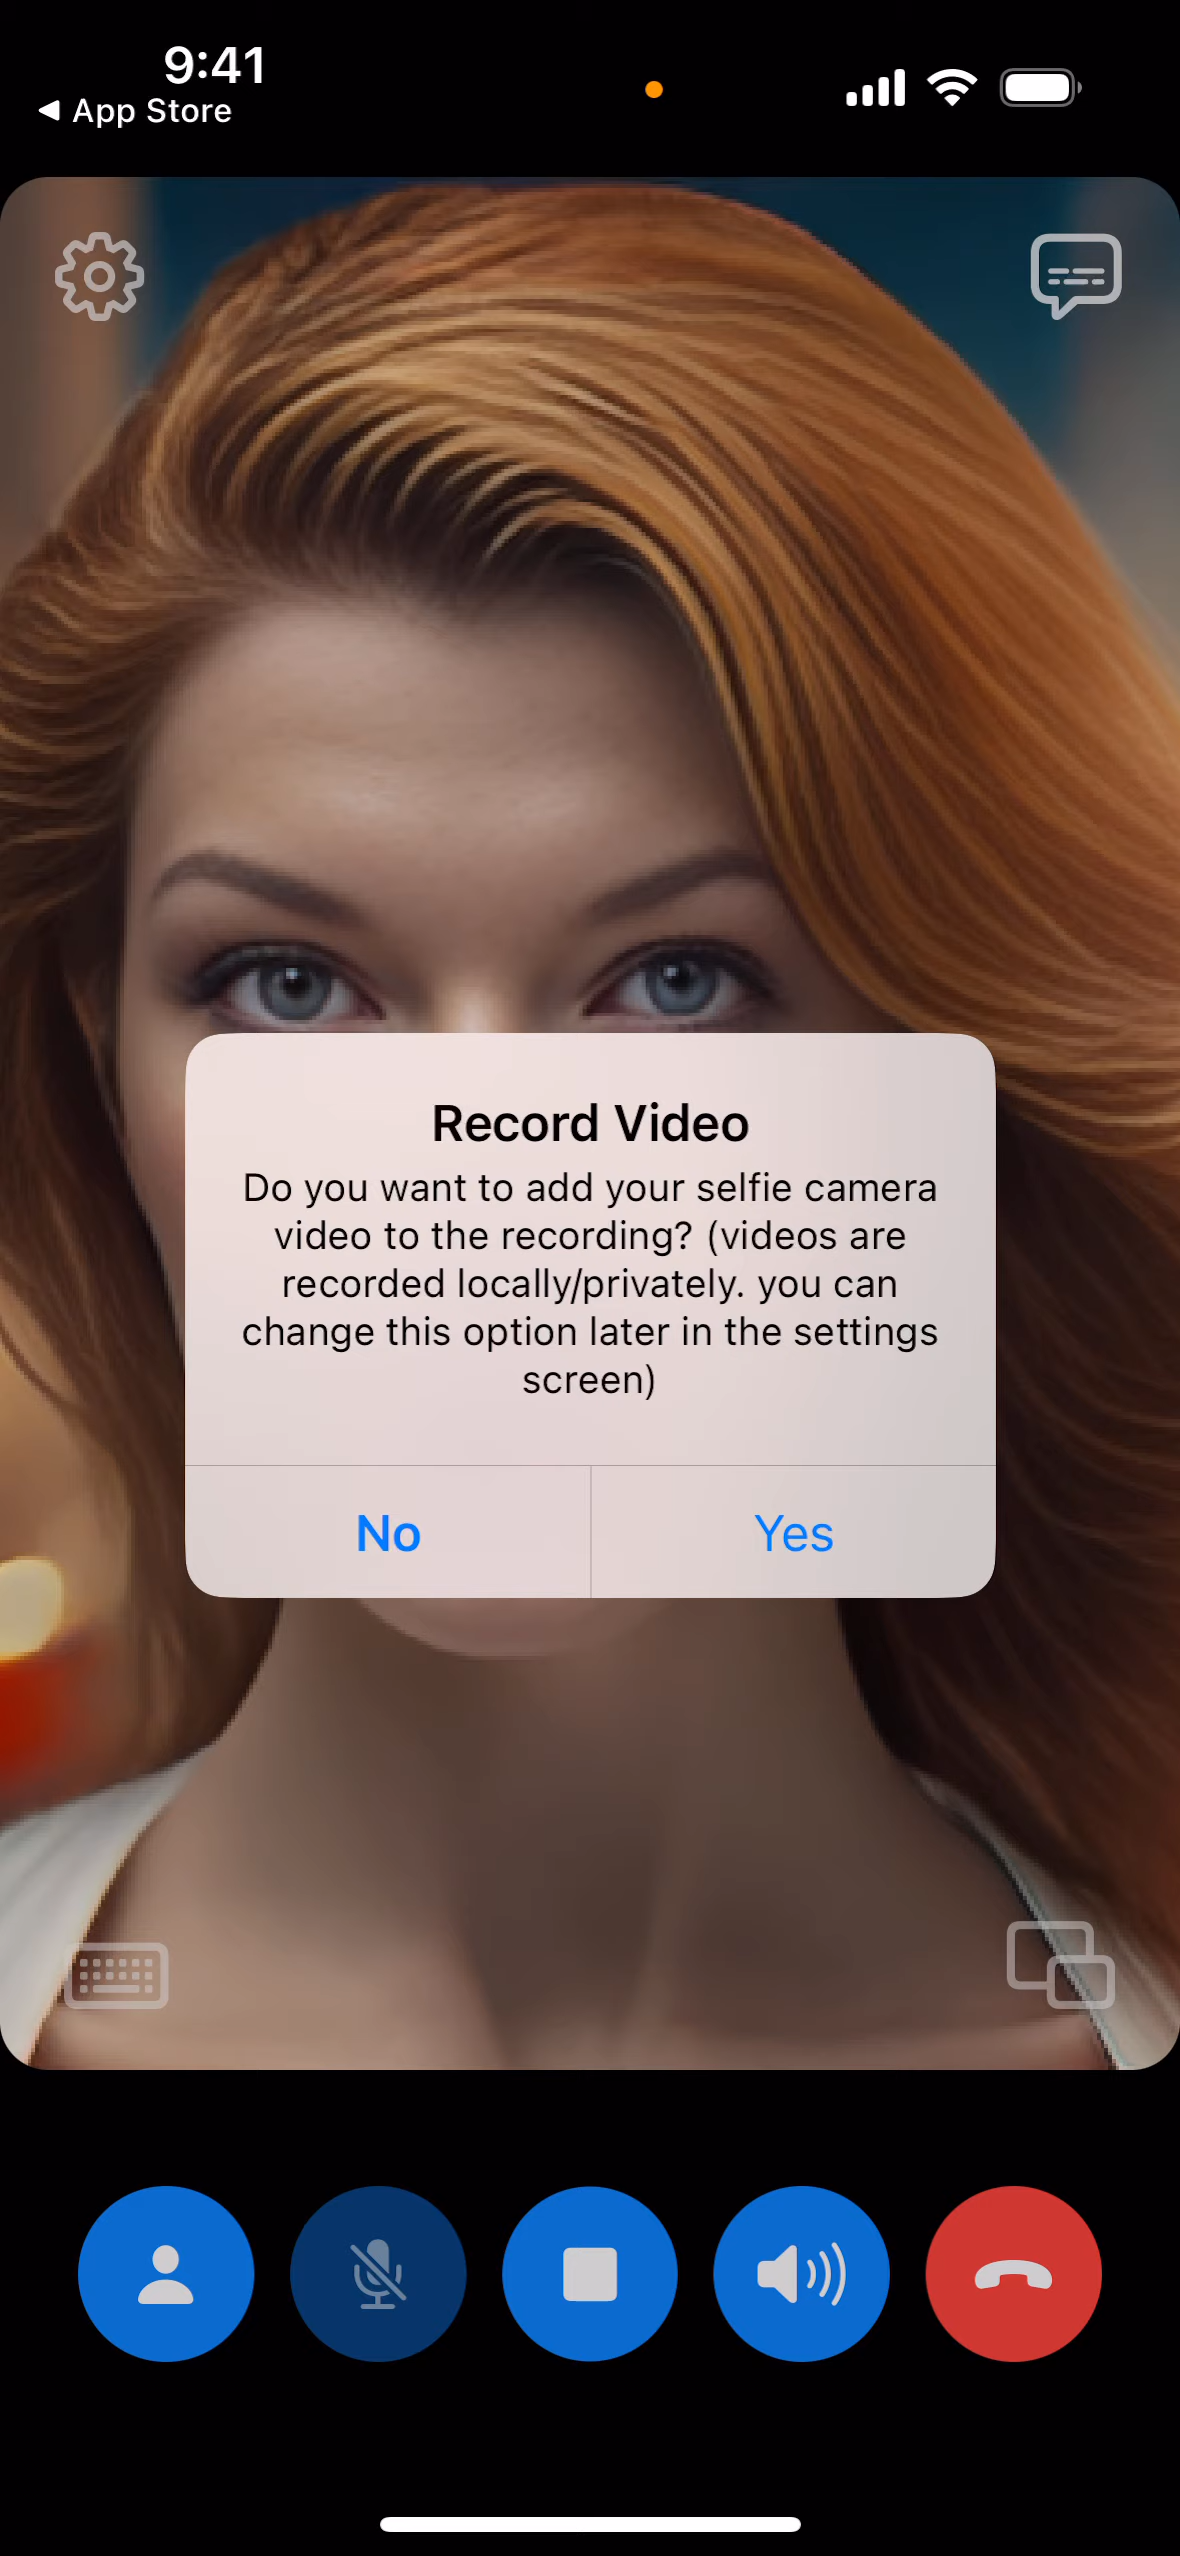 9:41
App Store
Record Video
Do you want to add your selfie camera
video to the recording? (videos are
recorded locally/privately. you can
change this option later in the settings
screen)
No
Yes